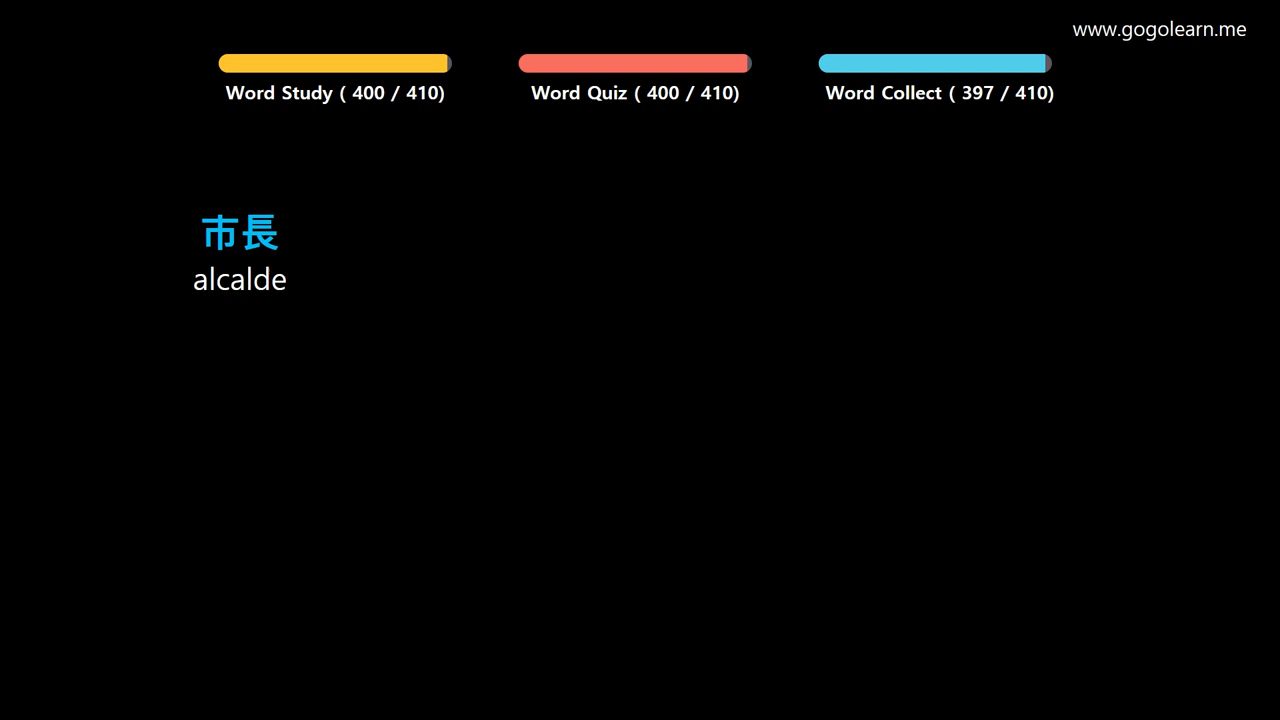 www.gogolearn.me
Word Study ( 400 / 410)
Word Quiz ( 400 / 410)
Word Collect ( 397 / 410)
市長
alcalde